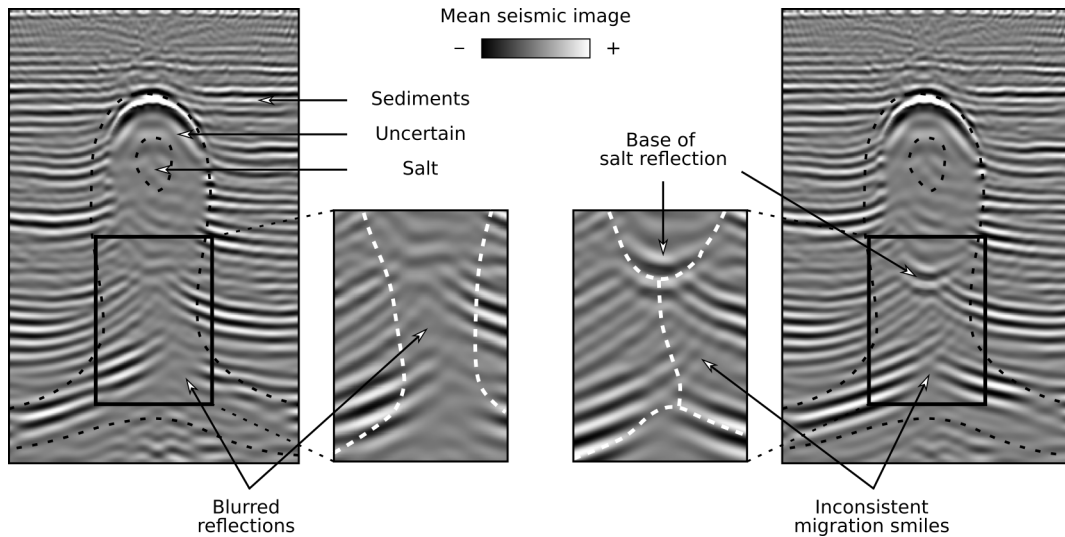 Mean seismic image
– +
Sediments
Uncertain
Salt
Base of
salt reflection
Blurred
reflections
Inconsistent
migration smiles